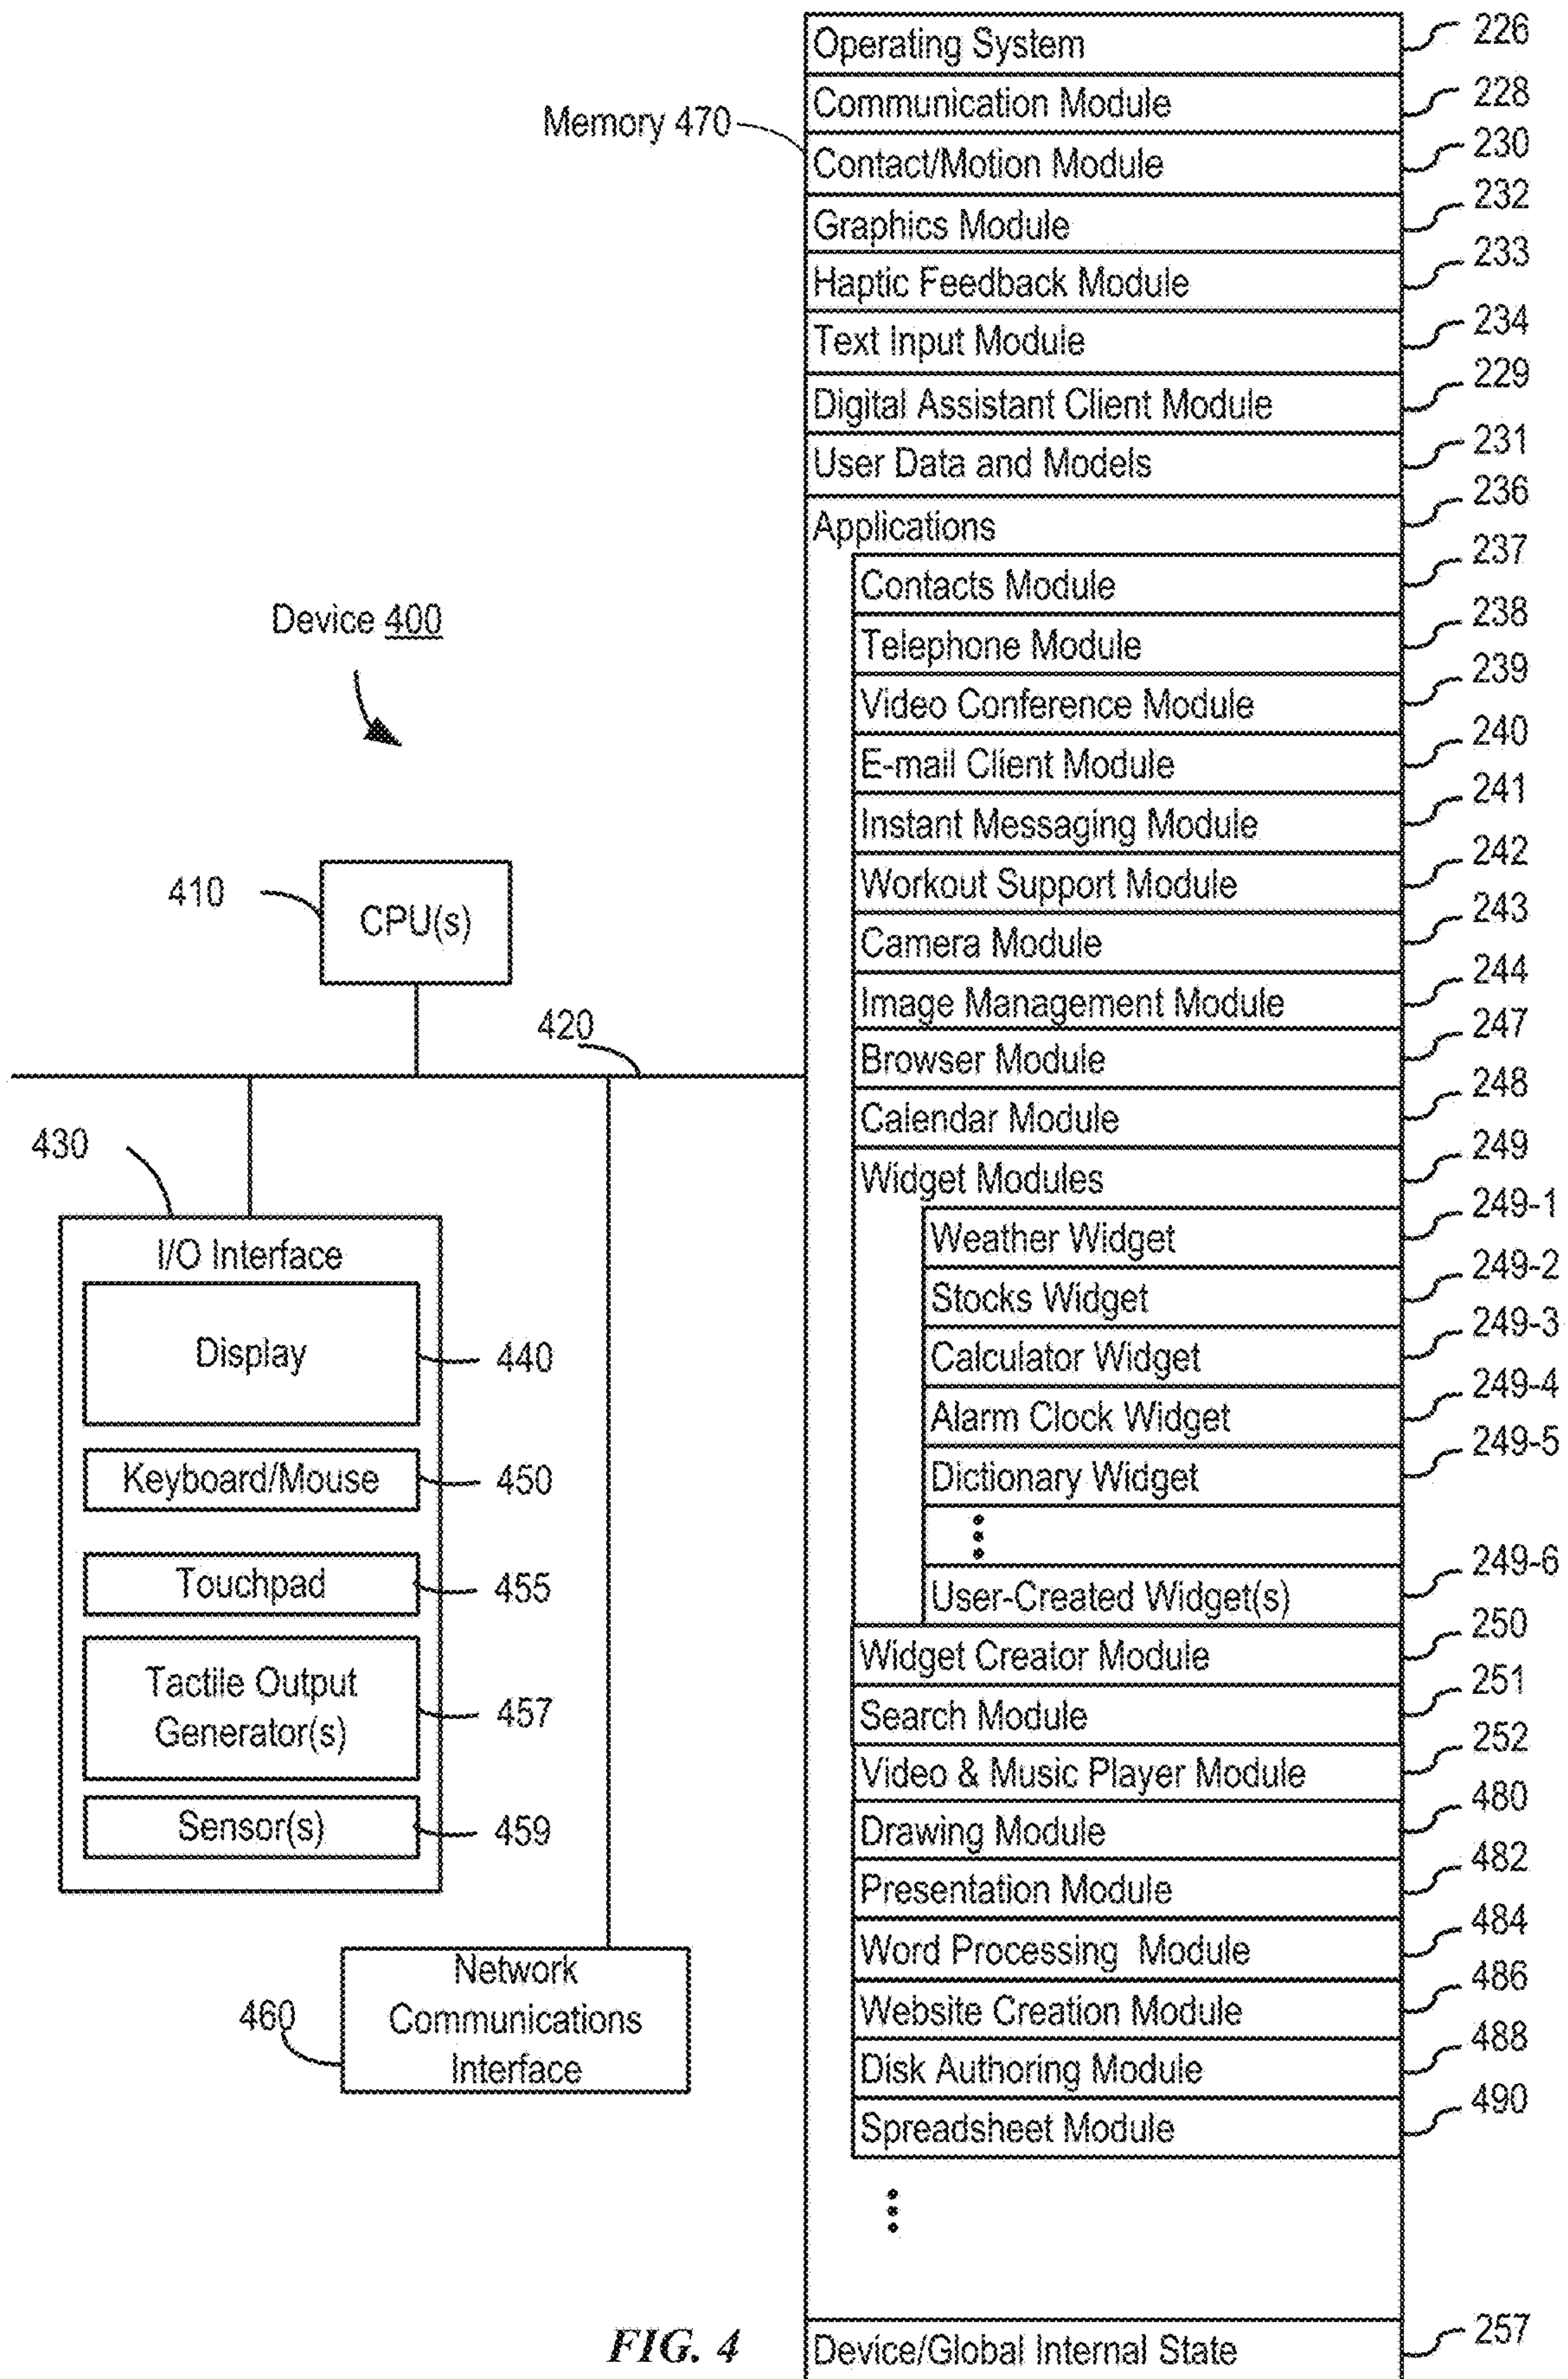 Operating System 226
Communication Module 228
Memory 470
Contact/Motion Module 230
Graphics Module 232
Haptic Feedback Module 233
Text Input Module 234
Digital Assistant Client Module 229
User Data and Models 231
Applications 236
Contacts Module 237
Telephone Module 238
Video Conference Module 239
E-mail Client Module 240
Instant Messaging Module 241
Workout Support Module 242
Camera Module 243
Image Management Module 244
Browser Module 247
Calendar Module 248
Widget Modules 249
Weather Widget 249-1
Stocks Widget 249-2
Calculator Widget 249-3
Alarm Clock Widget 249-4
Dictionary Widget 249-5
User-Created Widget(s) 249-6
Widget Creator Module 250
Search Module 251
Video & Music Player Module 252
Drawing Module 480
Presentation Module 482
Word Processing Module 484
Website Creation Module 486
Disk Authoring Module 488
Spreadsheet Module 490
Device/Global Internal State 257
Device 400
410
CPU(s)
420
430
I/O Interface
Display 440
Keyboard/Mouse 450
Touchpad 455
Tactile Output
Generator(s) 457
Sensor(s) 459
460
Network
Communications
Interface
FIG. 4